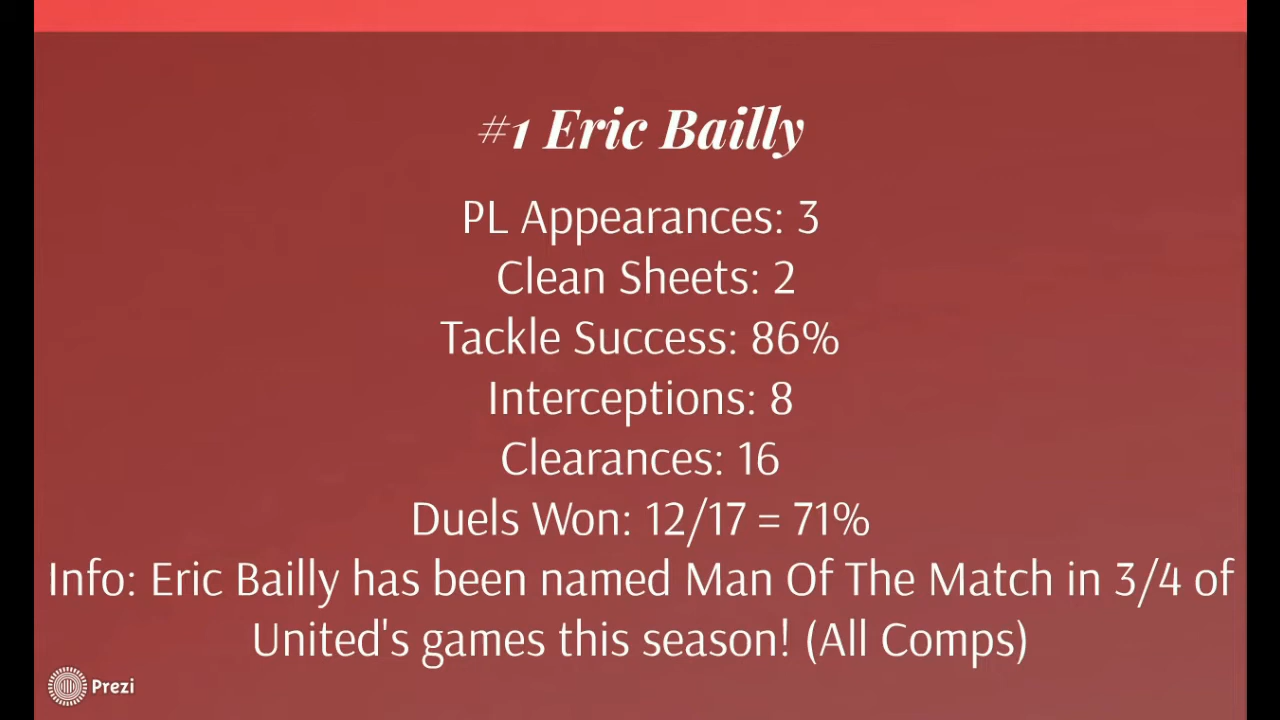 #1 Eric Bailly
PL Appearances: 3
Clean Sheets: 2
Tackle Success: 86%
Interceptions: 8
Clearances: 16
Duels Won: 12/17 = 71%
Info: Eric Bailly has been named Man Of The Match in 3/4 of
United's games this season! (All Comps)
Prezi